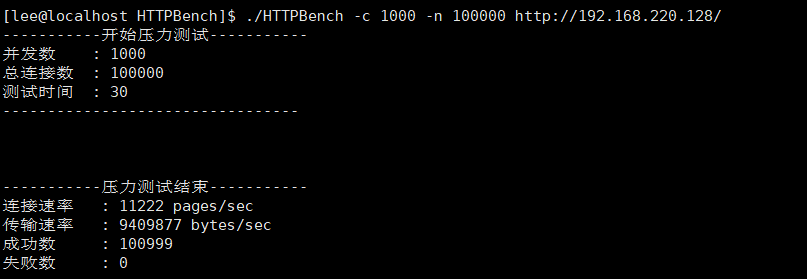 [lee@localhost HTTPBench]$ ./HTTPBench -c 1000 -n 100000 http://192.168.220.128/
-----------开始压力测试-----------
并发数    : 1000
总连接数  : 100000
测试时间  : 30
---------------------------------
-----------压力测试结束-----------
连接速率   : 11222 pages/sec
传输速率   : 9409877 bytes/sec
成功数     : 100999
失败数     : 0